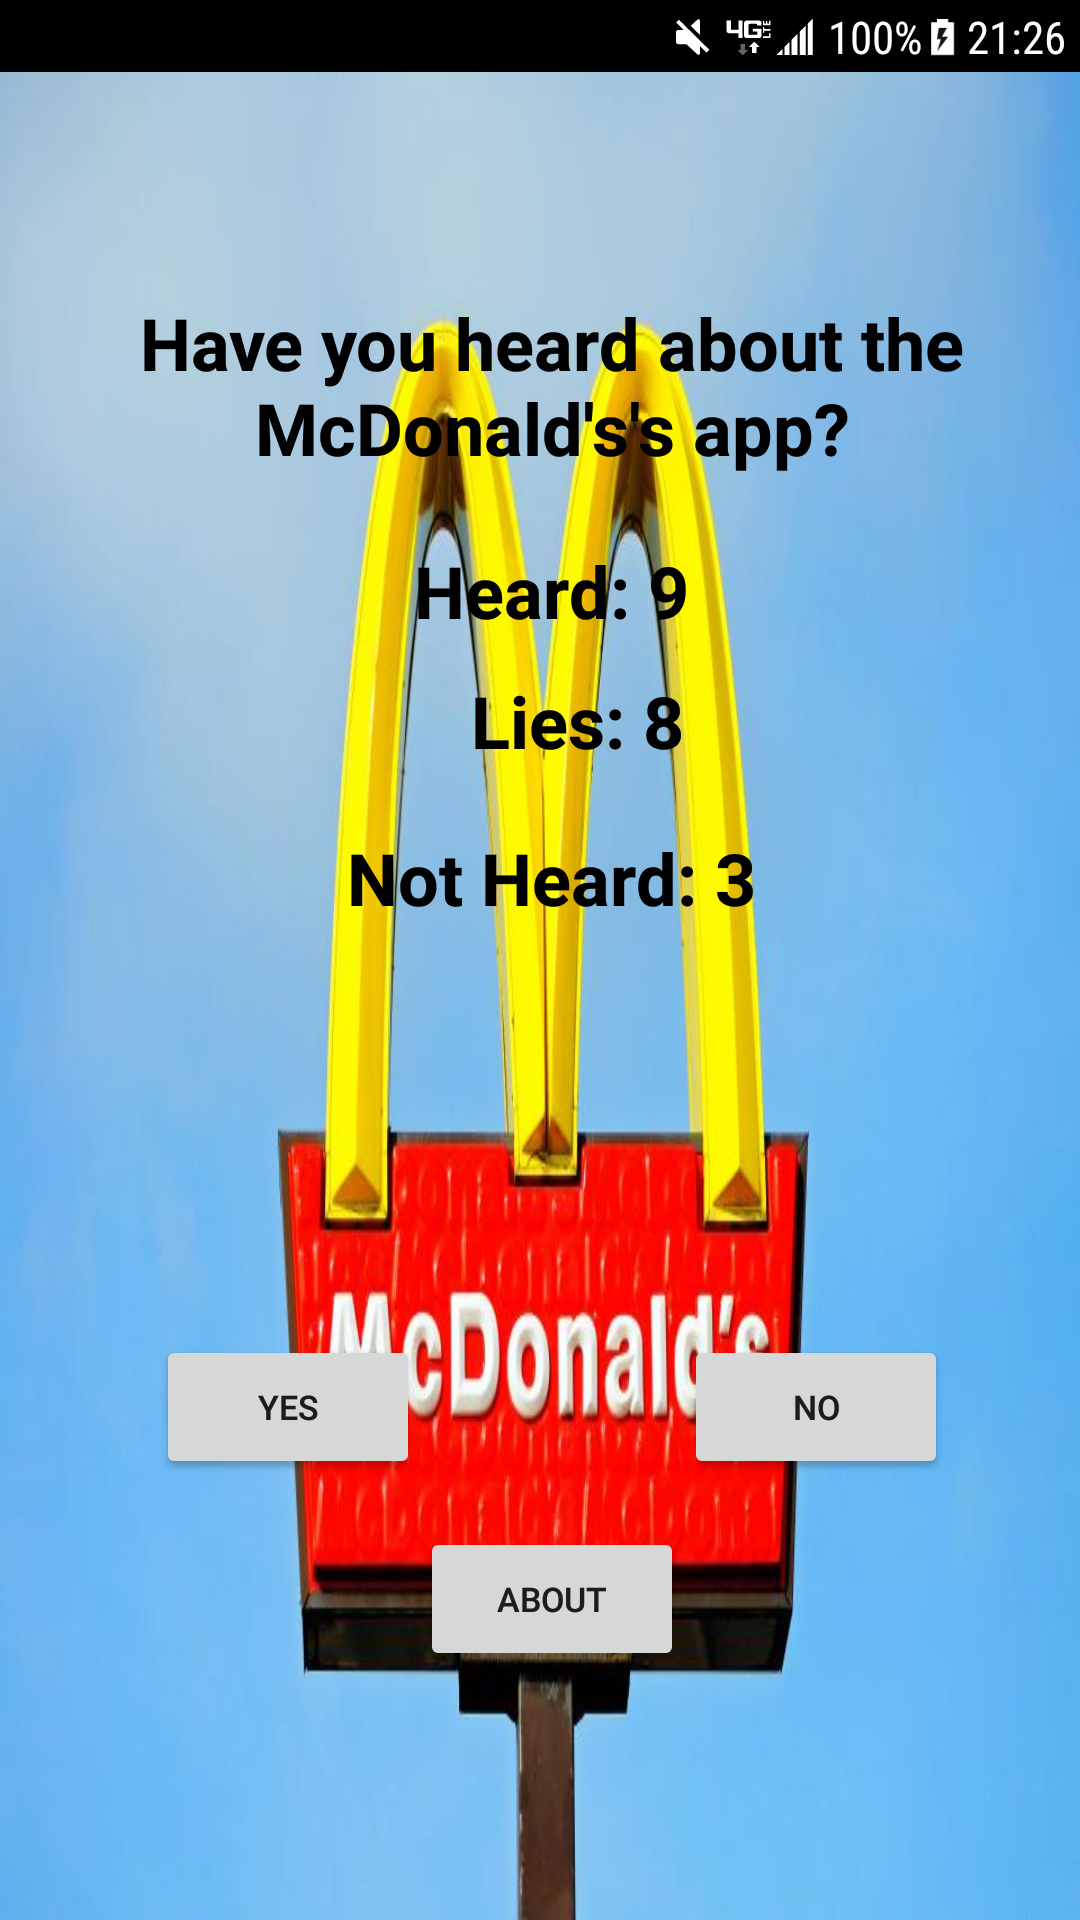 4G LTE 100% 21:26
Have you heard about the
McDonald's's app?
Heard: 9
Lies: 8
Not Heard: 3
McDonald's
YES
NO
ABOUT